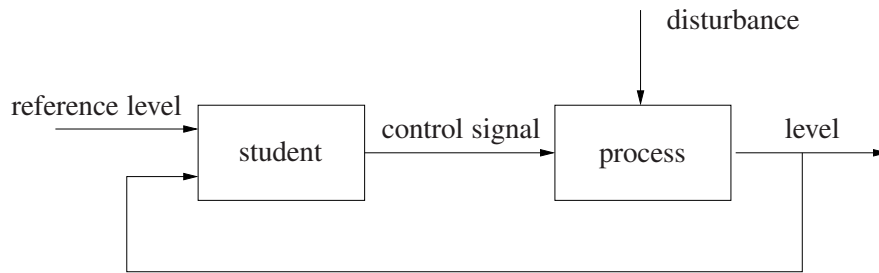 disturbance
reference level
control signal
level
student
process